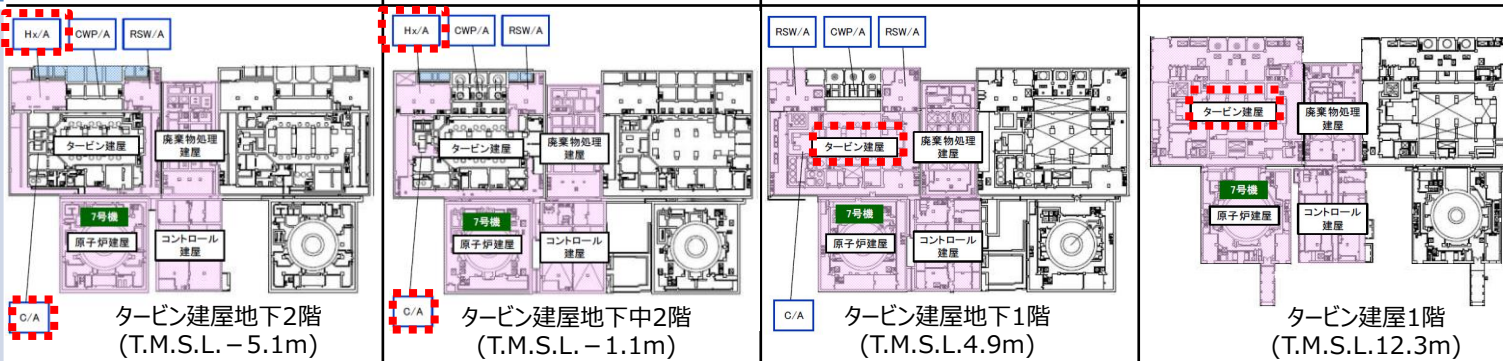 Hx/A
CWP/A
RSW/A
タービン建屋
廃棄物処理
建屋
7号機
原子炉建屋
コントロール
建屋
C/A
タービン建屋地下2階
(T.M.S.L.－5.1m)
Hx/A
CWP/A
RSW/A
タービン建屋
廃棄物処理
建屋
7号機
原子炉建屋
コントロール
建屋
C/A
タービン建屋地下中2階
(T.M.S.L.－1.1m)
RSW/A
CWP/A
RSW/A
タービン建屋
廃棄物処理
建屋
7号機
原子炉建屋
コントロール
建屋
C/A
タービン建屋地下1階
(T.M.S.L.4.9m)
タービン建屋
廃棄物処理
建屋
7号機
原子炉建屋
コントロール
建屋
タービン建屋1階
(T.M.S.L.12.3m)